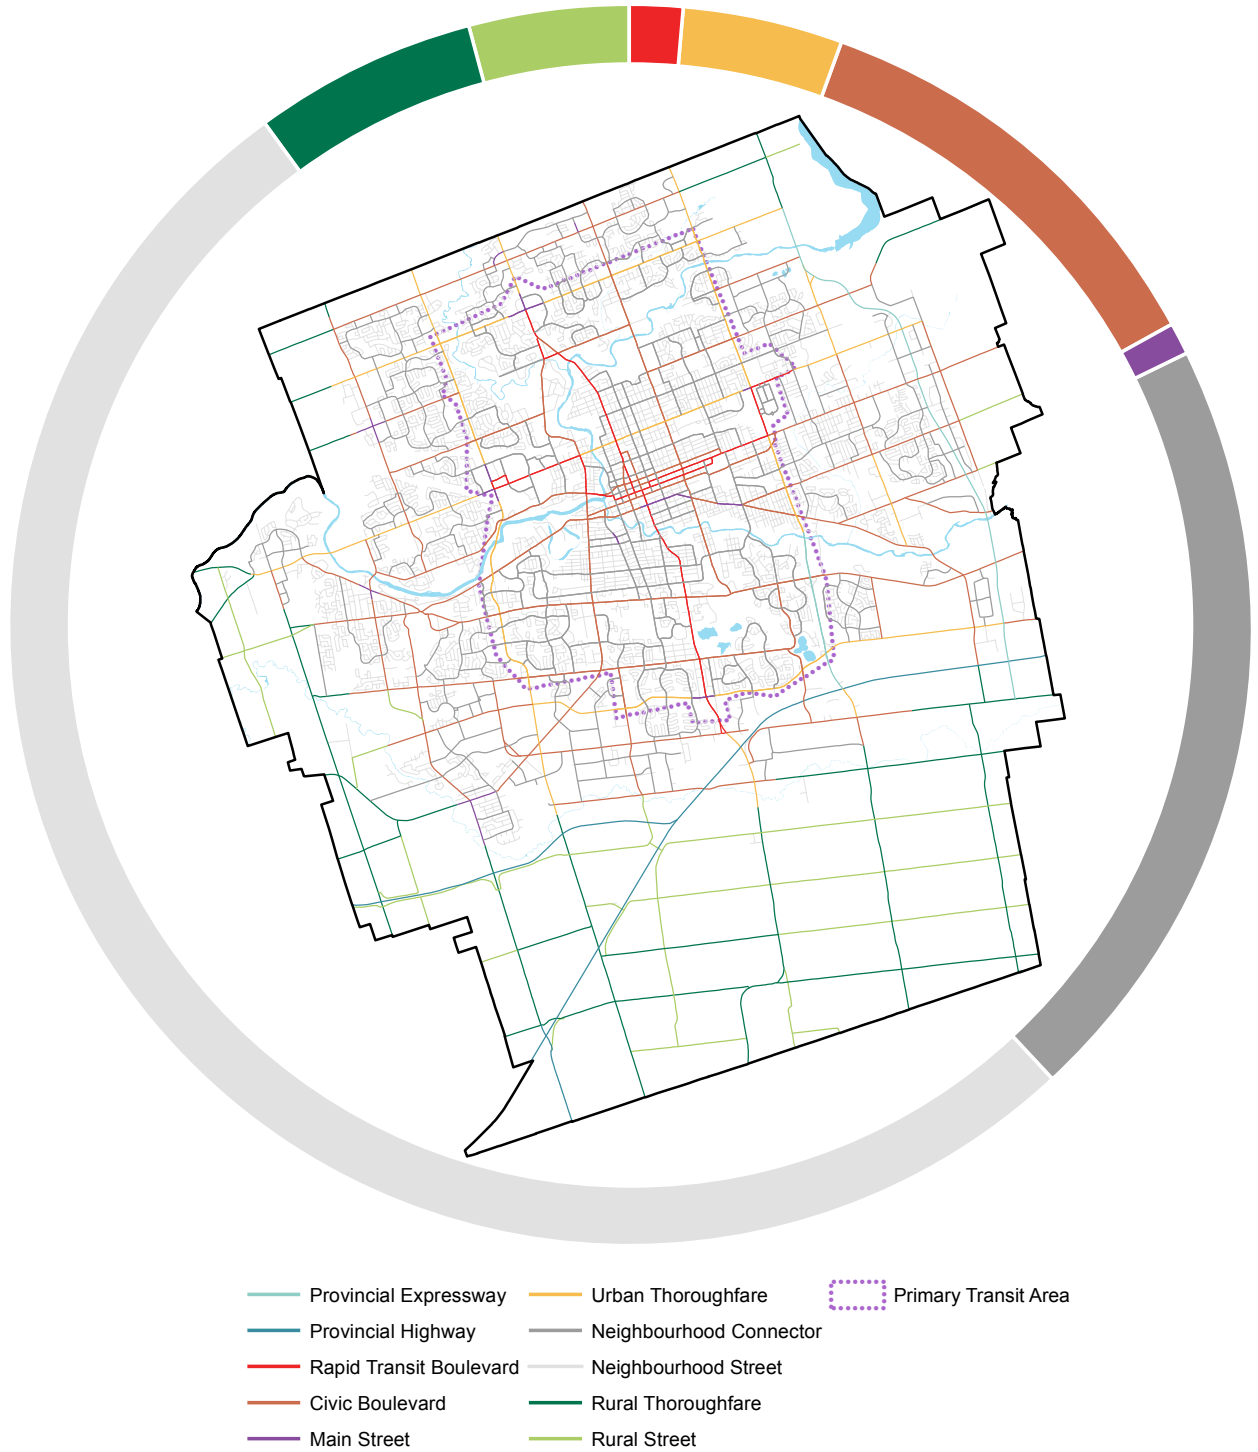 Provincial Expressway
Provincial Highway
Rapid Transit Boulevard
Civic Boulevard
Main Street
Urban Thoroughfare
Neighbourhood Connector
Neighbourhood Street
Rural Thoroughfare
Rural Street
Primary Transit Area